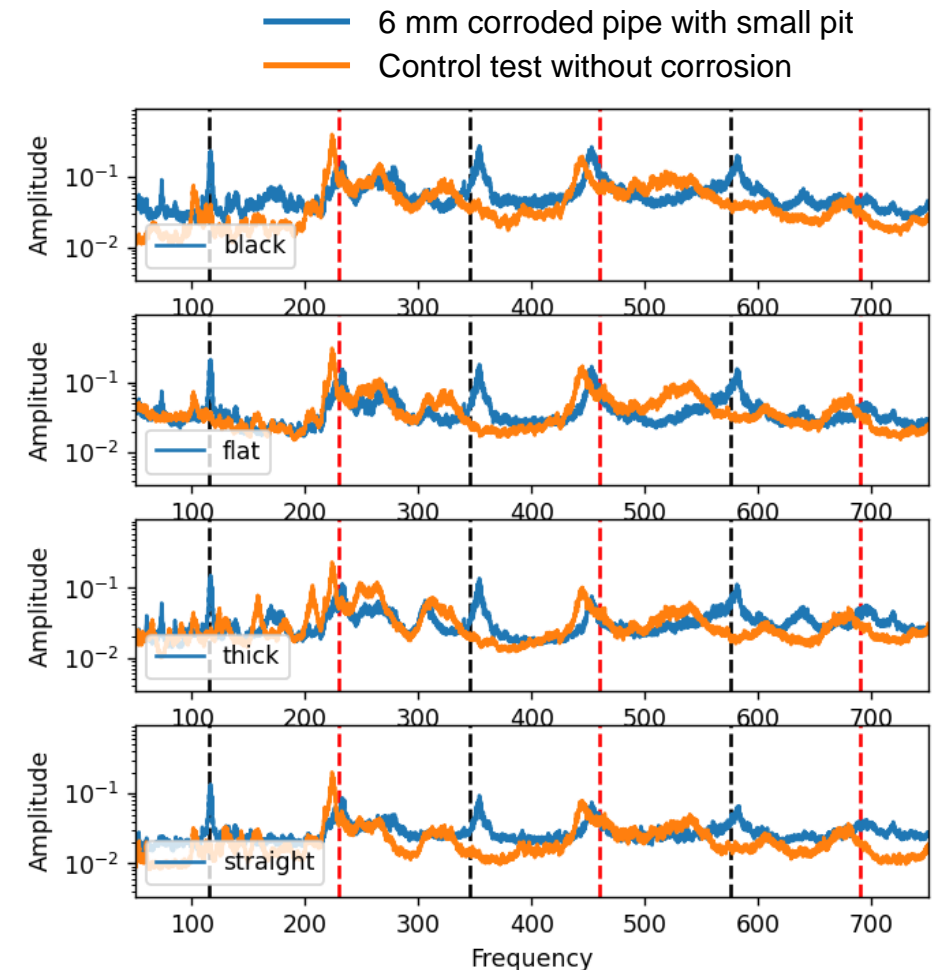 6 mm corroded pipe with small pit
Control test without corrosion
Amplitude
10⁻¹
10⁻²
black
100 200 300 400 500 600 700
Amplitude
10⁻¹
10⁻²
flat
100 200 300 400 500 600 700
Amplitude
10⁻¹
10⁻²
thick
100 200 300 400 500 600 700
Amplitude
10⁻¹
10⁻²
straight
100 200 300 400 500 600 700
Frequency